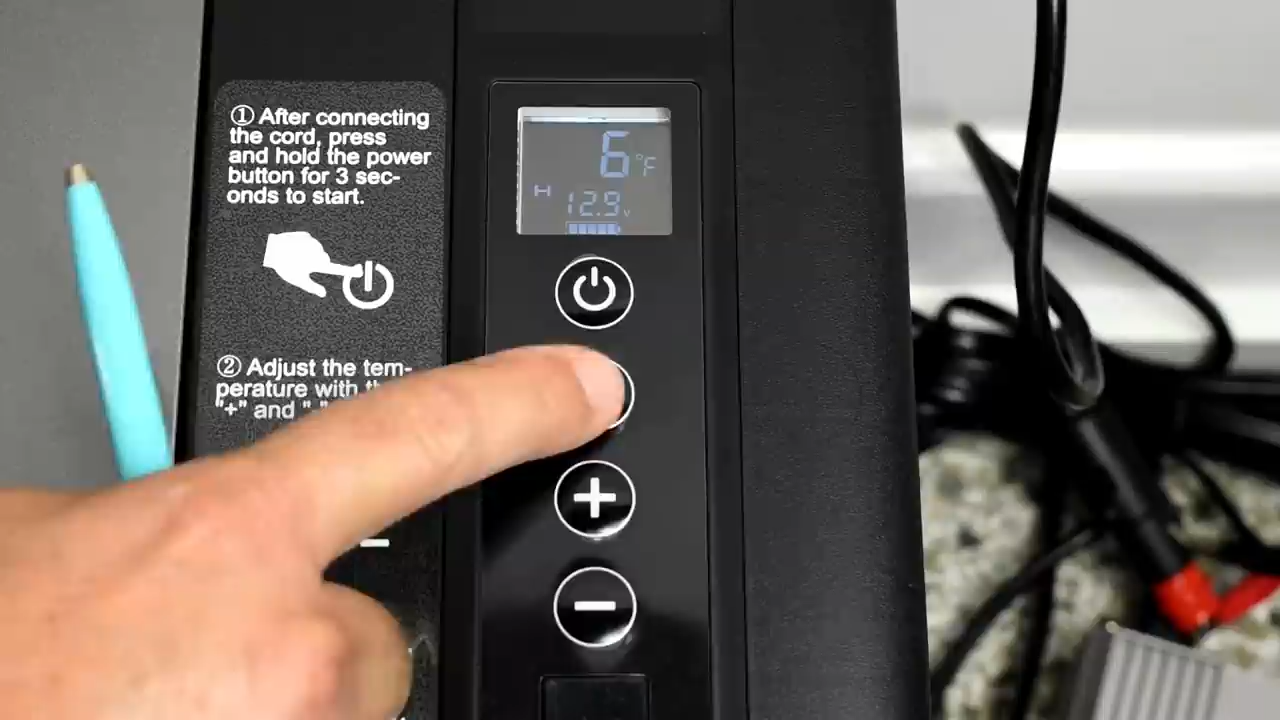 ① After connecting
the cord, press
and hold the power
button for 3 sec-
onds to start.
② Adjust the tem-
perature with
"+" and "
6 °F
H
12.9 v
+
−